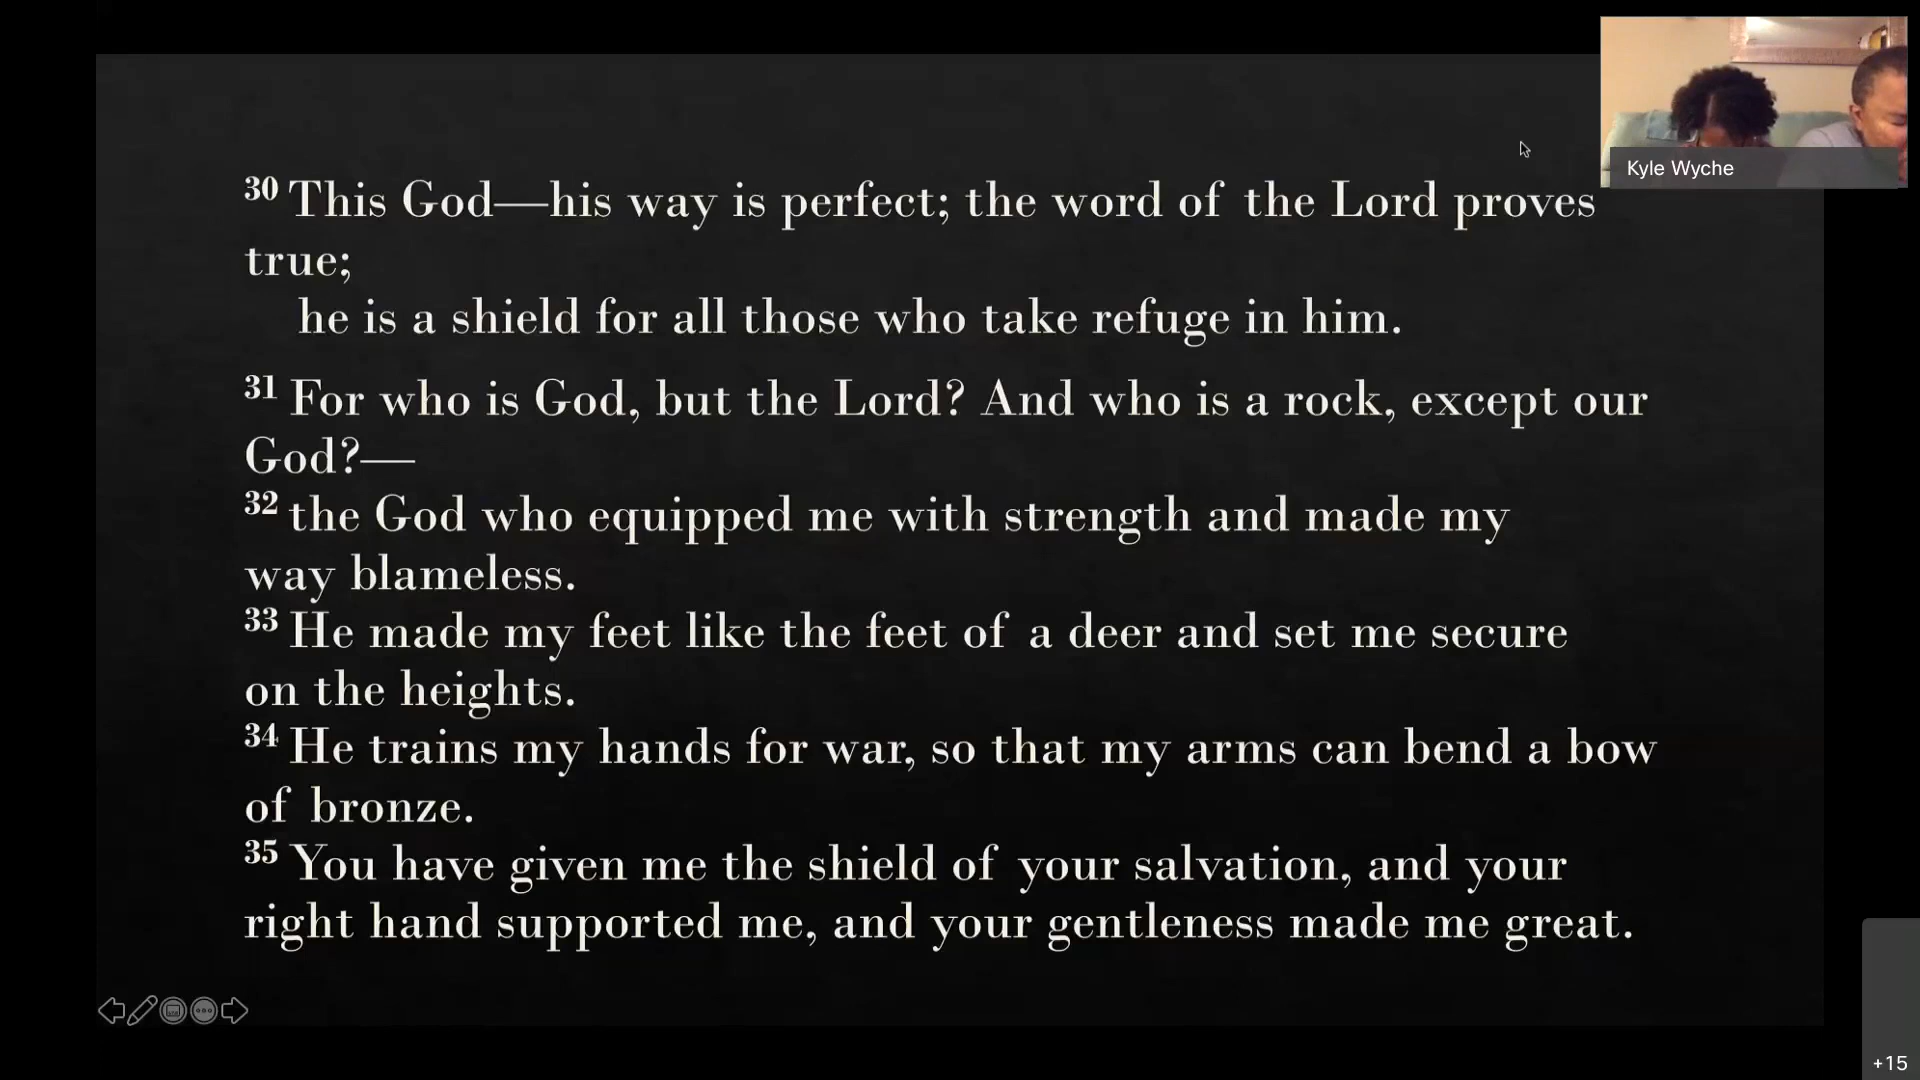 Kyle Wyche
30 This God—his way is perfect; the word of the Lord proves
true;
he is a shield for all those who take refuge in him.
31 For who is God, but the Lord? And who is a rock, except our
God?—
32 the God who equipped me with strength and made my
way blameless.
33 He made my feet like the feet of a deer and set me secure
on the heights.
34 He trains my hands for war, so that my arms can bend a bow
of bronze.
35 You have given me the shield of your salvation, and your
right hand supported me, and your gentleness made me great.
+15